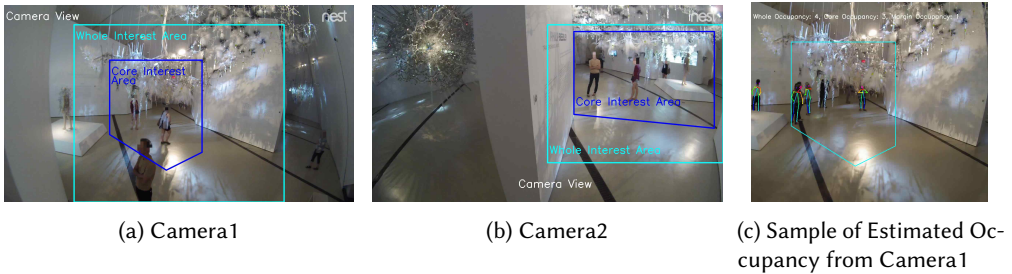 Camera View
nest
Whole Interest Area
Core Interest
Area
(a) Camera1
nest
Core Interest Area
Whole Interest Area
Camera View
(b) Camera2
Whole Occupancy: 4, Core Occupancy: 3, Margin Occupancy: 1
(c) Sample of Estimated Oc-
cupancy from Camera1